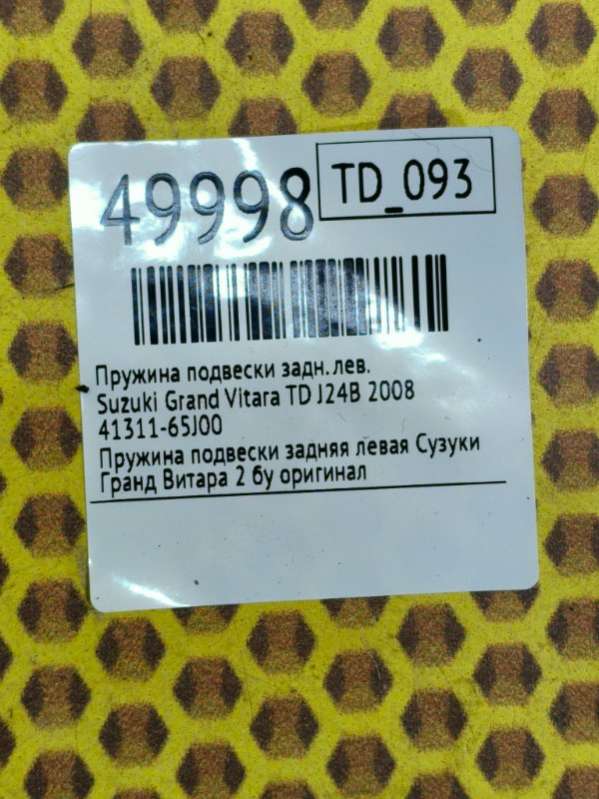 49998 TD_093
Пружина подвески задн.лев.
Suzuki Grand Vitara TD J24B 2008
41311-65J00
Пружина подвески задняя левая Сузуки
Гранд Витара 2 бу оригинал